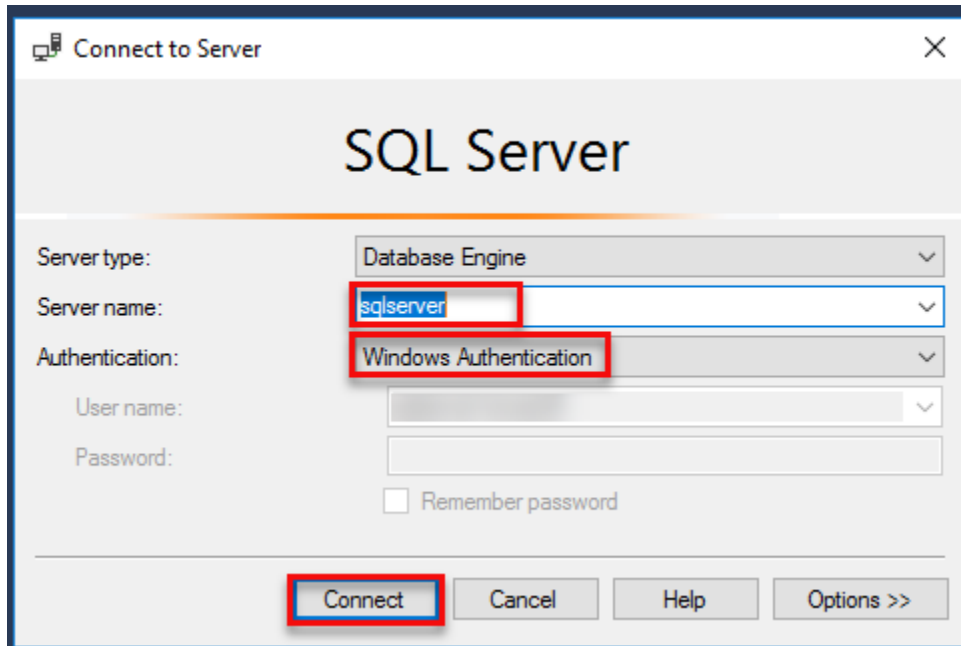 Connect to Server
SQL Server
Server type: Database Engine
Server name: sqlserver
Authentication: Windows Authentication
User name:
Password:
Remember password
Connect Cancel Help Options >>